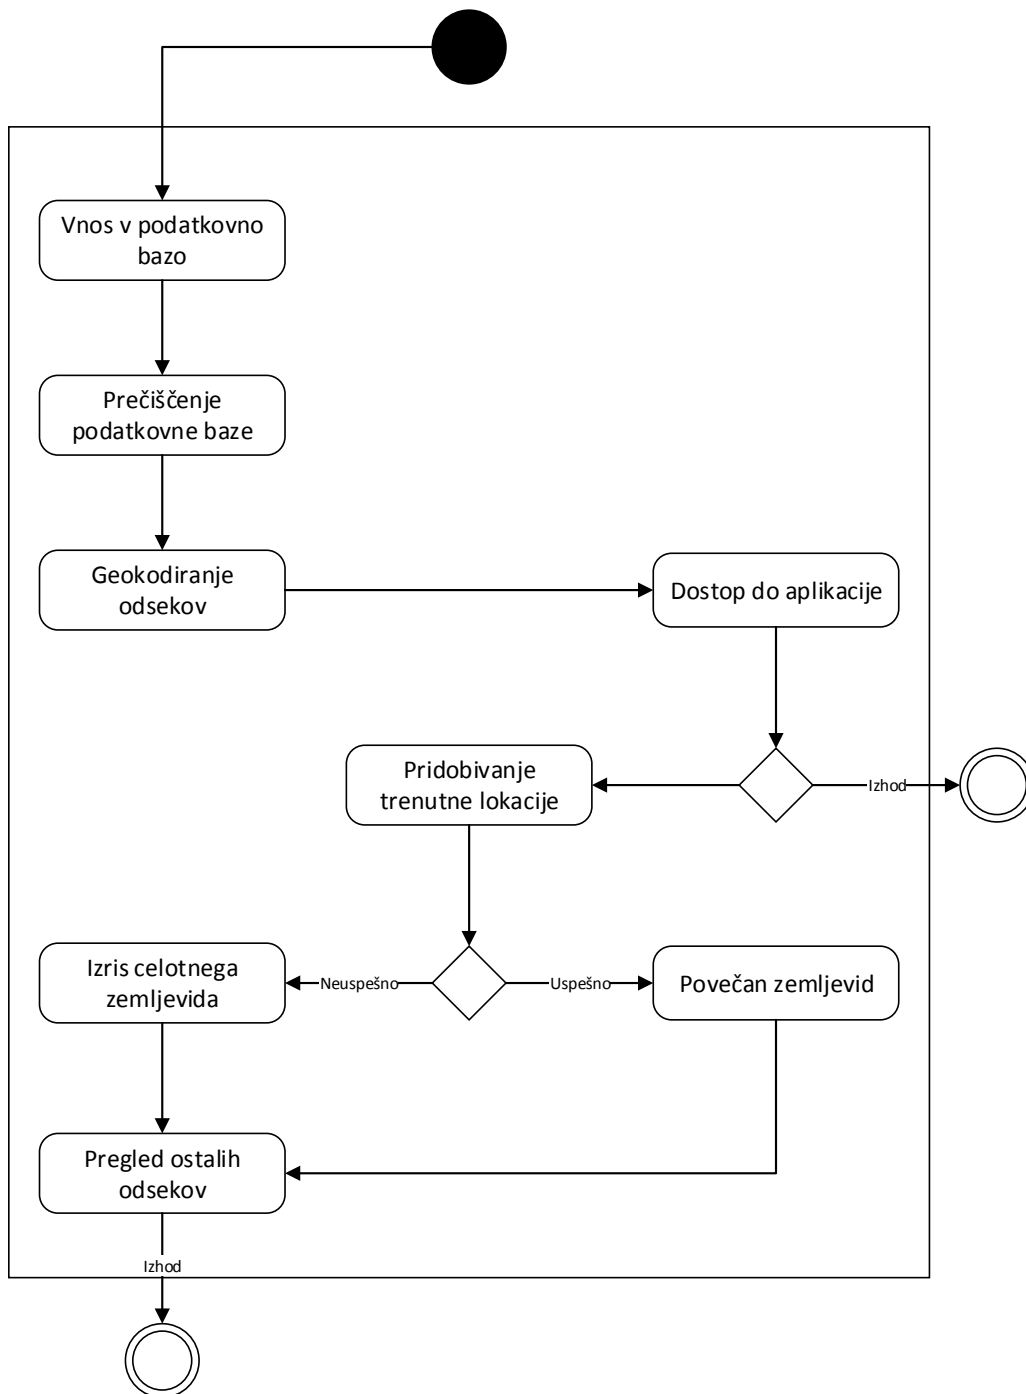 Vnos v podatkovno
bazo
Prečiščenje
podatkovne baze
Geokodiranje
odsekov
Dostop do aplikacije
Pridobivanje
trenutne lokacije
Izhod
Izris celotnega
zemljevida
Neuspešno
Uspešno
Povečan zemljevid
Pregled ostalih
odsekov
Izhod